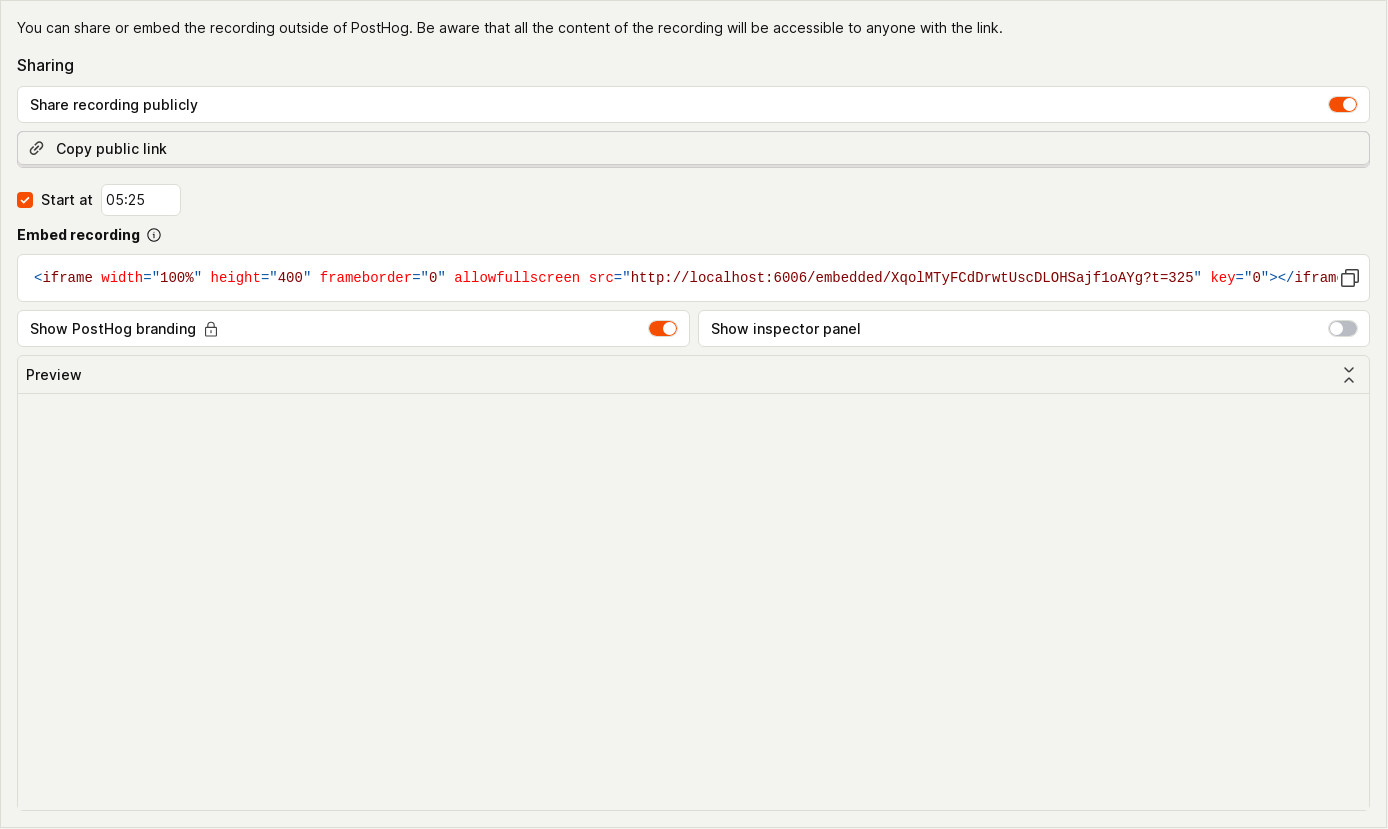 You can share or embed the recording outside of PostHog. Be aware that all the content of the recording will be accessible to anyone with the link.
Sharing
Share recording publicly
Copy public link
Start at 05:25
Embed recording
<iframe width="100%" height="400" frameborder="0" allowfullscreen src="http://localhost:6006/embedded/XqolMTyFCdDrwtUscDLOHSajf1oAYg?t=325" key="0"></ifram
Show PostHog branding
Show inspector panel
Preview